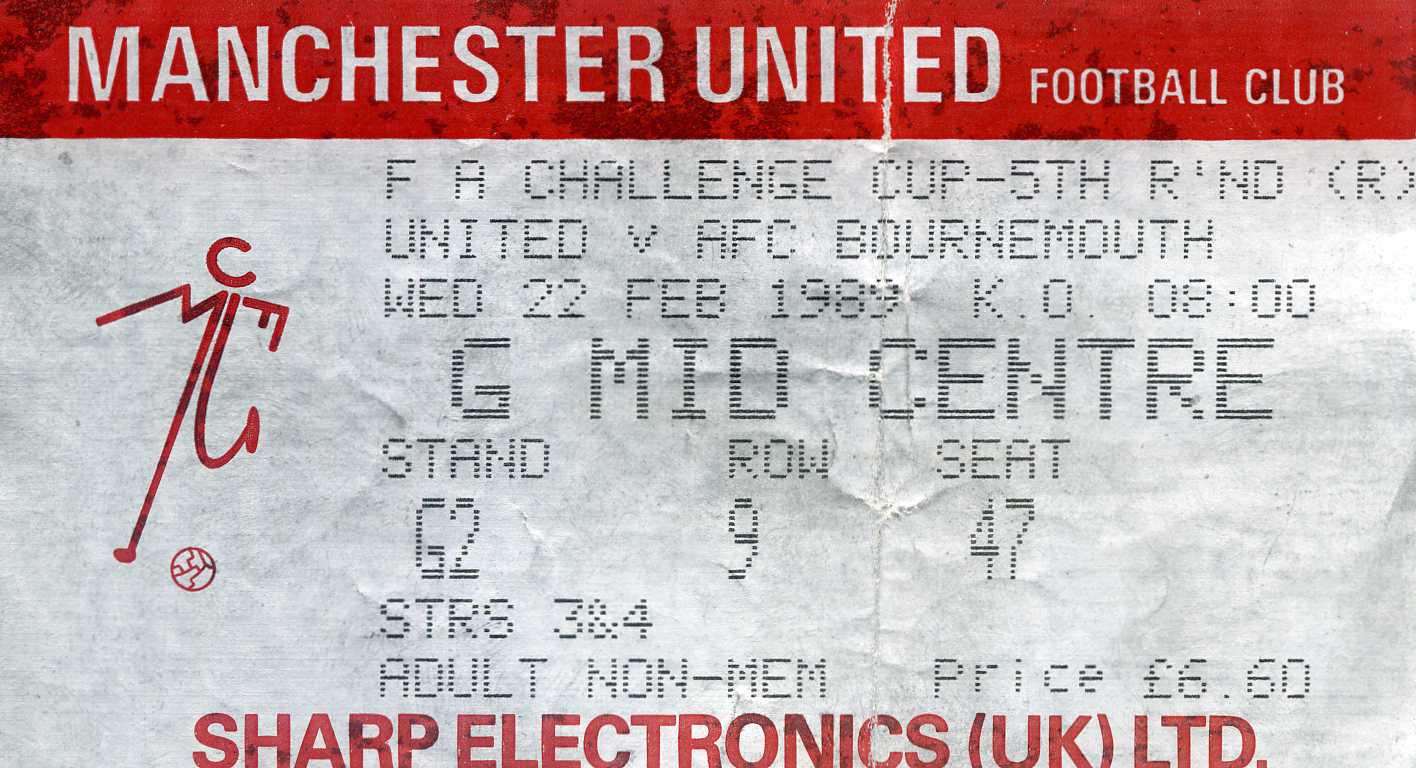 MANCHESTER UNITED FOOTBALL CLUB
F A CHALLENGE CUP-5TH R'ND (R)
UNITED v AFC BOURNEMOUTH
WED 22 FEB 1989 K.O 08:00
G MID CENTRE
STAND ROW SEAT
G2 9 47
STRS 3&4
ADULT NON-MEM Price £6.60
SHARP ELECTRONICS (UK) LTD.
MUFC